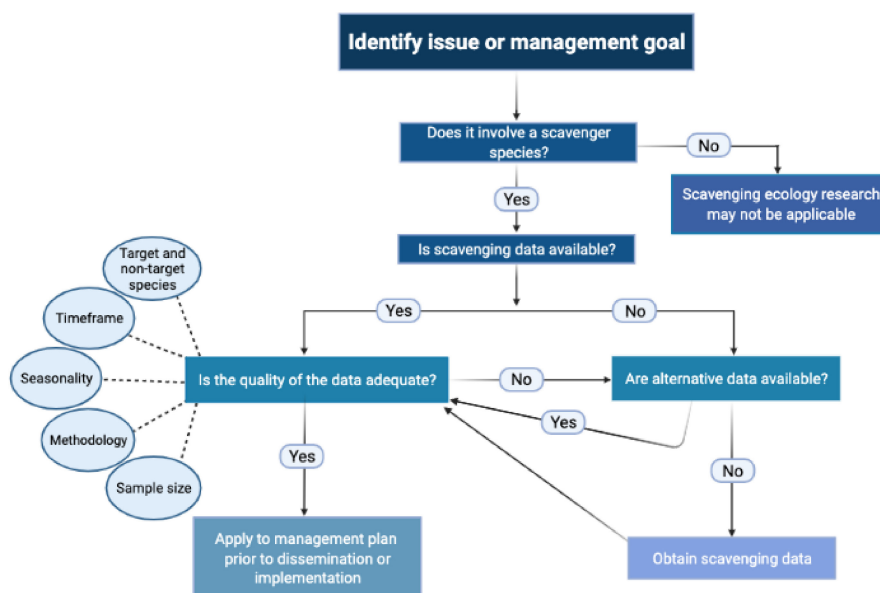 Identify issue or management goal
Does it involve a scavenger
species?
No
Scavenging ecology research
may not be applicable
Yes
Is scavenging data available?
Yes
No
Target and
non-target
species
Timeframe
Seasonality
Methodology
Sample size
Is the quality of the data adequate?
No
Are alternative data available?
Yes
Yes
No
Apply to management plan
prior to dissemination or
implementation
Obtain scavenging data